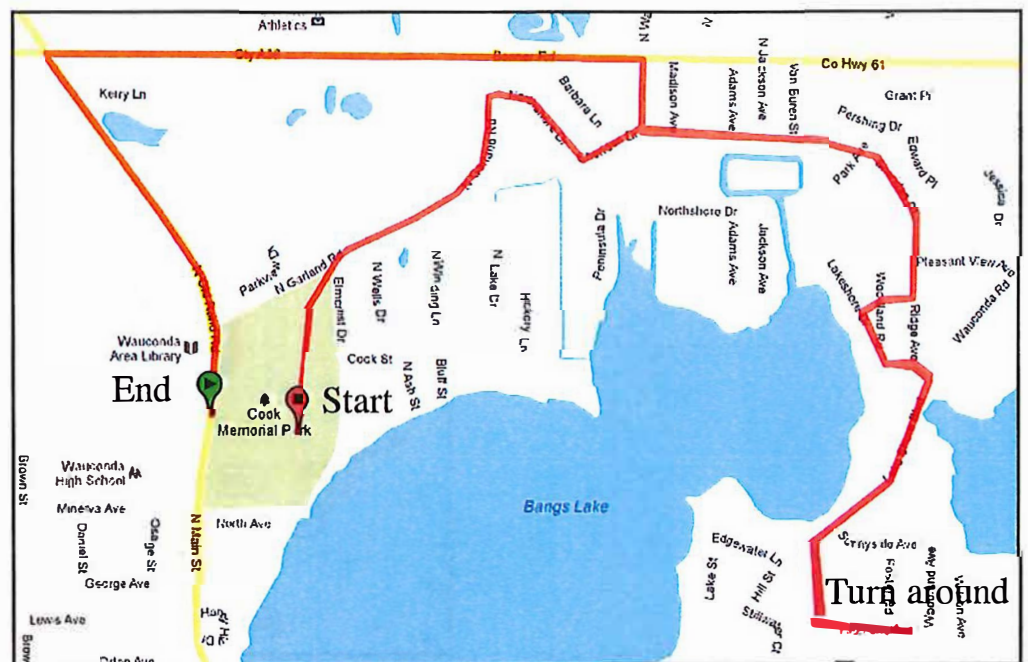 Athletics
Co Hwy 61
Kerry Ln
Barbara Ln
Madison Ave
Adams Ave
N Jackson Ave
Van Buren St
Grant Pl
Pershing Dr
Edward Pl
Jessica Dr
Northshore Dr
Peninsula Dr
Adams Ave
Jackson Ave
Pleasant View Ave
Wauconda Rd
Lakeshore
Ridge Ave
N Garland Rd
Elmcrest Dr
N Wells Dr
N Lake Dr
Hickory Ln
Wauconda
Area Library
Cook St
N Ash St
Bluff St
End
Start
Cook
Memorial Park
Wauconda
High School
Brown St
Minerva Ave
Daniel St
Osage St
N Main St
North Ave
George Ave
Lewis Ave
Bangs Lake
Edgewater Ln
Lake St
Hill St
Stillwater Ct
Sunnyside Ave
Turn around
Woodland Ave